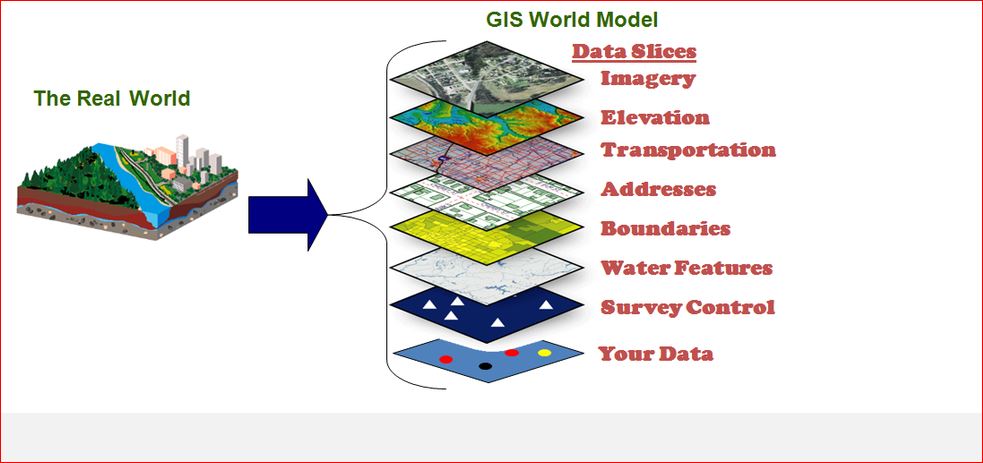 GIS World Model
The Real World
Data Slices
Imagery
Elevation
Transportation
Addresses
Boundaries
Water Features
Survey Control
Your Data